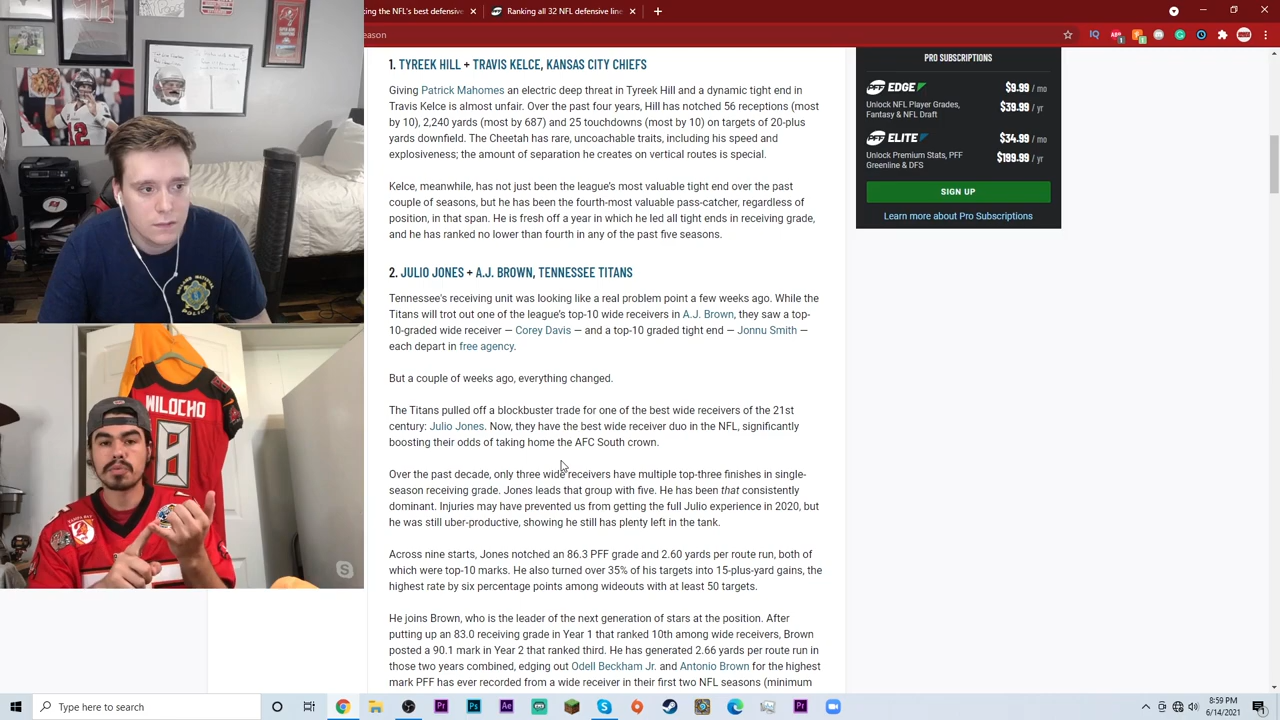 ing the NFL's best defensive
Ranking all 32 NFL defensive line
eason
1. TYREEK HILL + TRAVIS KELCE, KANSAS CITY CHIEFS
Giving Patrick Mahomes an electric deep threat in Tyreek Hill and a dynamic tight end in
Travis Kelce is almost unfair. Over the past four years, Hill has notched 56 receptions (most
by 10), 2,240 yards (most by 687) and 25 touchdowns (most by 10) on targets of 20-plus
yards downfield. The Cheetah has rare, uncoachable traits, including his speed and
explosiveness; the amount of separation he creates on vertical routes is special.
Kelce, meanwhile, has not just been the league's most valuable tight end over the past
couple of seasons, but he has been the fourth-most valuable pass-catcher, regardless of
position, in that span. He is fresh off a year in which he led all tight ends in receiving grade,
and he has ranked no lower than fourth in any of the past five seasons.
2. JULIO JONES + A.J. BROWN, TENNESSEE TITANS
Tennessee's receiving unit was looking like a real problem point a few weeks ago. While the
Titans will trot out one of the league's top-10 wide receivers in A.J. Brown, they saw a top-
10-graded wide receiver — Corey Davis — and a top-10 graded tight end — Jonnu Smith —
each depart in free agency.
But a couple of weeks ago, everything changed.
The Titans pulled off a blockbuster trade for one of the best wide receivers of the 21st
century: Julio Jones. Now, they have the best wide receiver duo in the NFL, significantly
boosting their odds of taking home the AFC South crown.
Over the past decade, only three wide receivers have multiple top-three finishes in single-
season receiving grade. Jones leads that group with five. He has been that consistently
dominant. Injuries may have prevented us from getting the full Julio experience in 2020, but
he was still uber-productive, showing he still has plenty left in the tank.
Across nine starts, Jones notched an 86.3 PFF grade and 2.60 yards per route run, both of
which were top-10 marks. He also turned over 35% of his targets into 15-plus-yard gains, the
highest rate by six percentage points among wideouts with at least 50 targets.
He joins Brown, who is the leader of the next generation of stars at the position. After
putting up an 83.0 receiving grade in Year 1 that ranked 10th among wide receivers, Brown
posted a 90.1 mark in Year 2 that ranked third. He has generated 2.66 yards per route run in
those two years combined, edging out Odell Beckham Jr. and Antonio Brown for the highest
mark PFF has ever recorded from a wide receiver in their first two NFL seasons (minimum
PRO SUBSCRIPTIONS
PFF EDGE
$9.99 / mo
Unlock NFL Player Grades,
Fantasy & NFL Draft
$39.99 / yr
PFF ELITE
$34.99 / mo
Unlock Premium Stats, PFF
Greenline & DFS
$199.99 / yr
SIGN UP
Learn more about Pro Subscriptions
12
POLICE
WILOCHO
8
TAMPA BAY
S
Type here to search
8:59 PM
6/14/2021